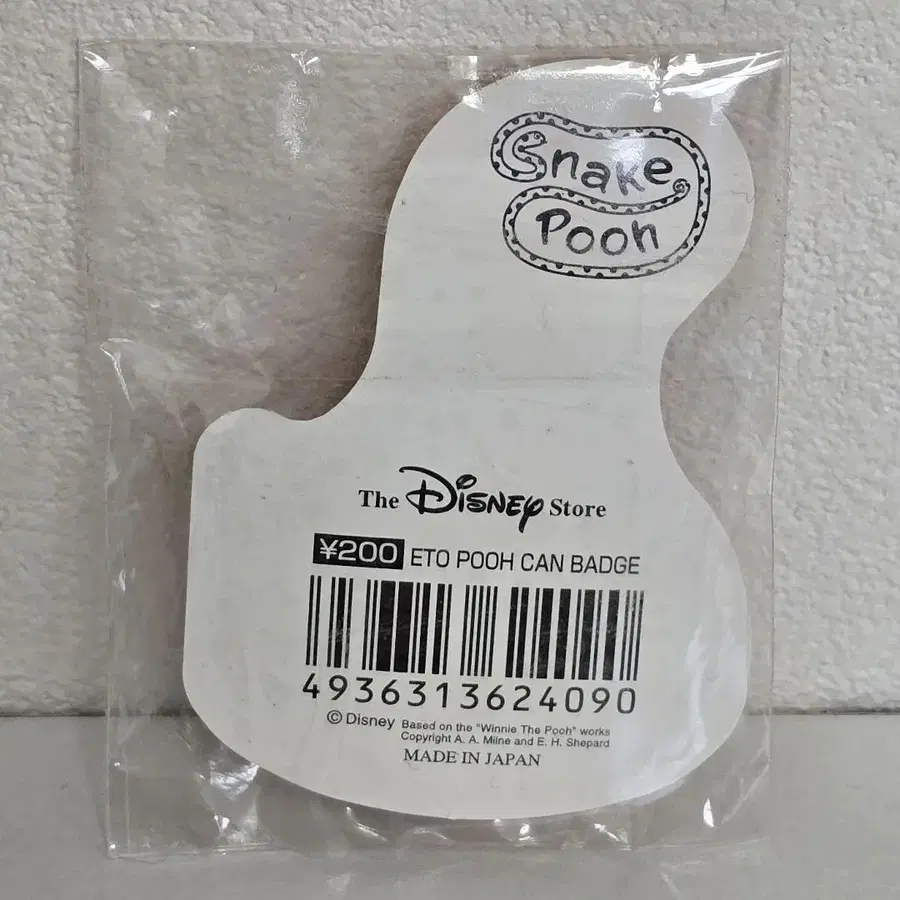 Snake
Pooh
The Disney Store
¥200 ETO POOH CAN BADGE
4936313624090
© Disney Based on the "Winnie The Pooh" works
Copyright A. A. Milne and E. H. Shepard
MADE IN JAPAN